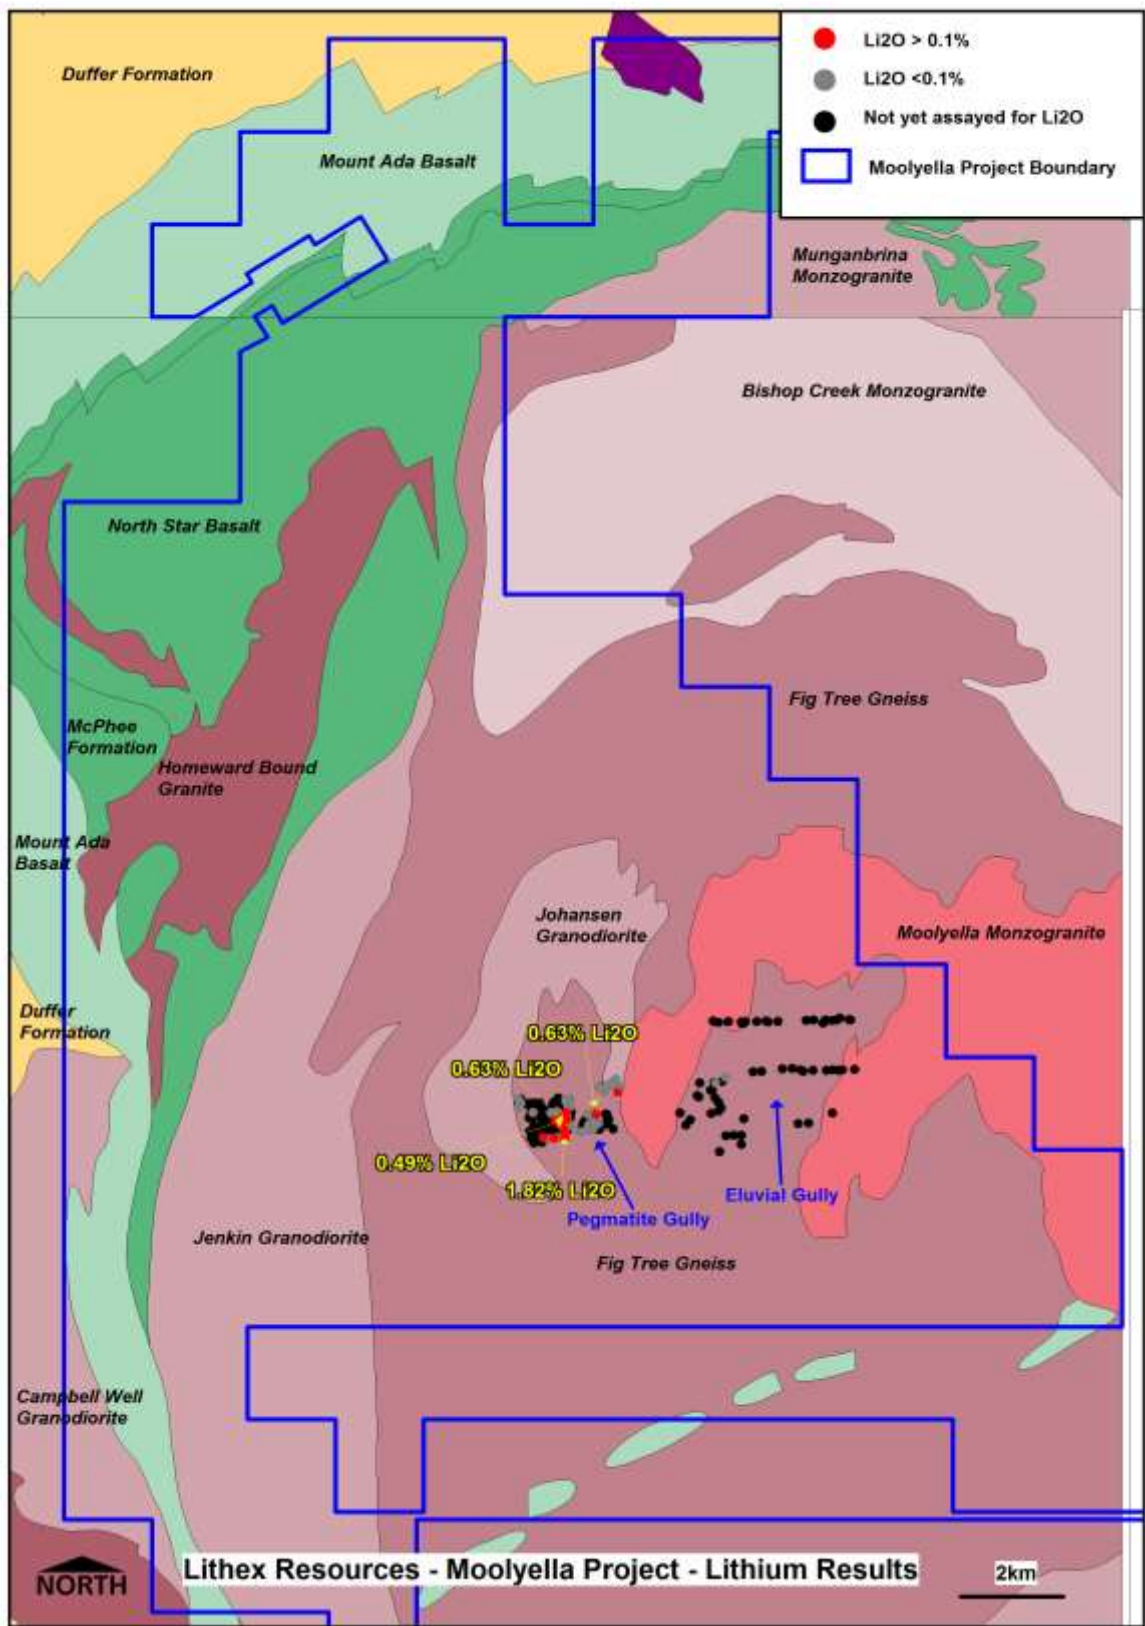 Li2O > 0.1%
Duffer Formation
Li2O <0.1%
Not yet assayed for Li2O
Mount Ada Basalt
Moolyella Project Boundary
Munganbrina
Monzogranite
Bishop Creek Monzogranite
North Star Basalt
Fig Tree Gneiss
McPhee
Formation
Homeward Bound
Granite
Mount Ada
Basalt
Johansen
Granodiorite
Moolyella Monzogranite
Duffer
Formation
0.63% Li2O
0.63% Li2O
0.49% Li2O
1.82% Li2O
Eluvial Gully
Pegmatite Gully
Jenkin Granodiorite
Fig Tree Gneiss
Campbell Well
Granodiorite
Lithex Resources - Moolyella Project - Lithium Results
2km
NORTH